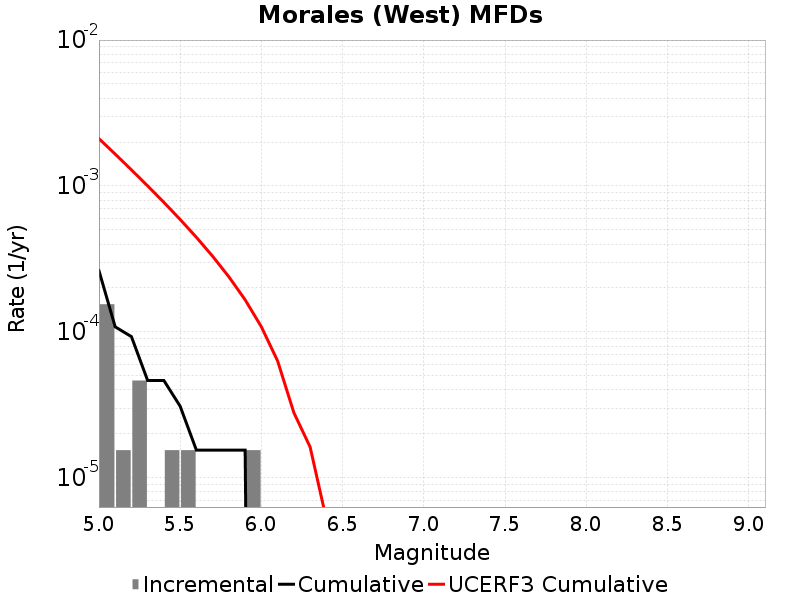 Morales (West) MFDs
10-2
10-3
10-4
10-5
Rate (1/yr)
5.0 5.5 6.0 6.5 7.0 7.5 8.0 8.5 9.0
Magnitude
Incremental Cumulative UCERF3 Cumulative